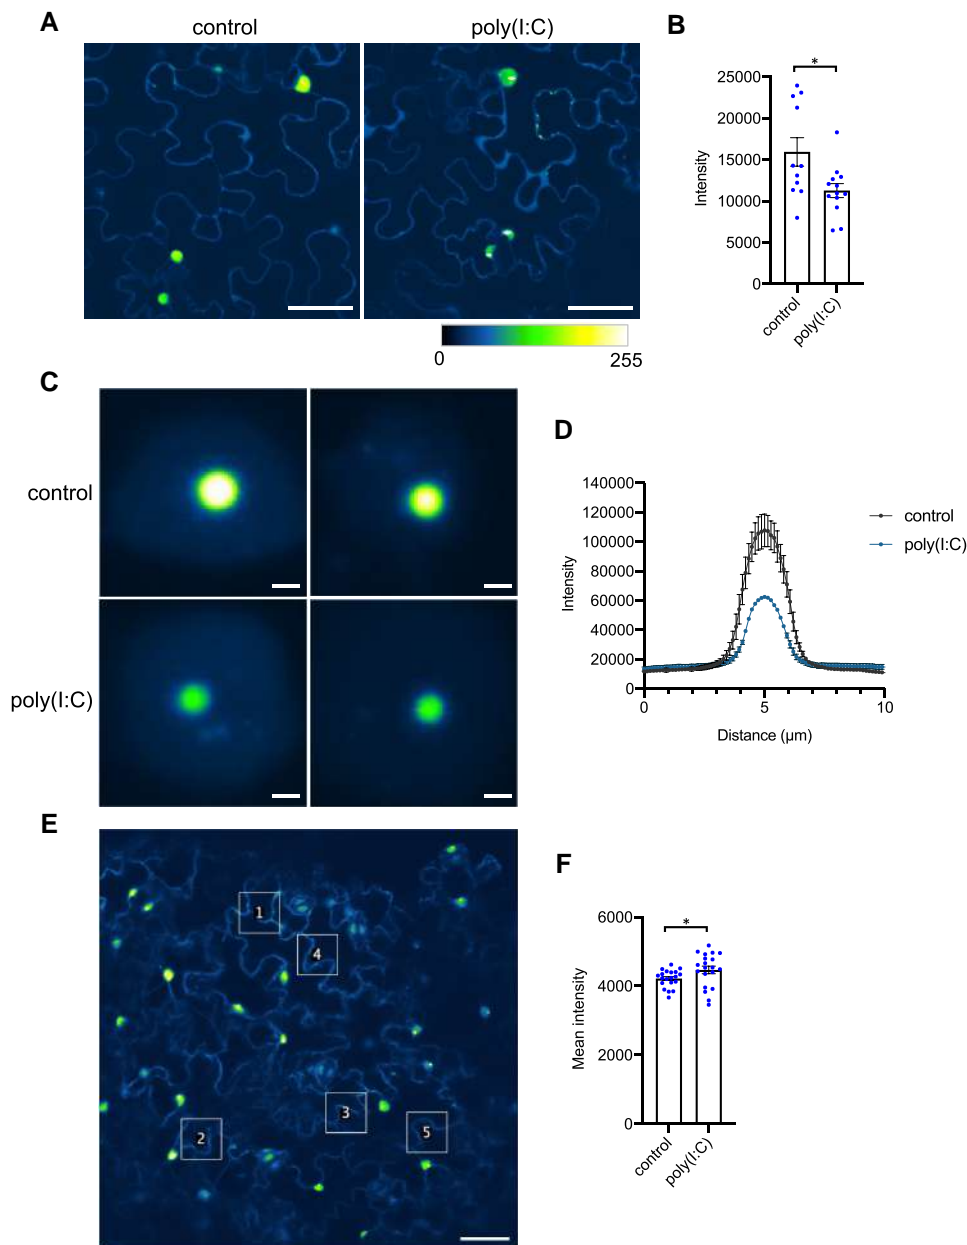 A
control
poly(I:C)
0
255
B
25000
20000
15000
10000
5000
0
Intensity
*
control
poly(I:C)
C
control
poly(I:C)
D
140000
120000
100000
80000
60000
40000
20000
0
Intensity
0
5
10
Distance (µm)
control
poly(I:C)
E
1
4
3
2
5
F
6000
4000
2000
0
Mean intensity
*
control
poly(I:C)